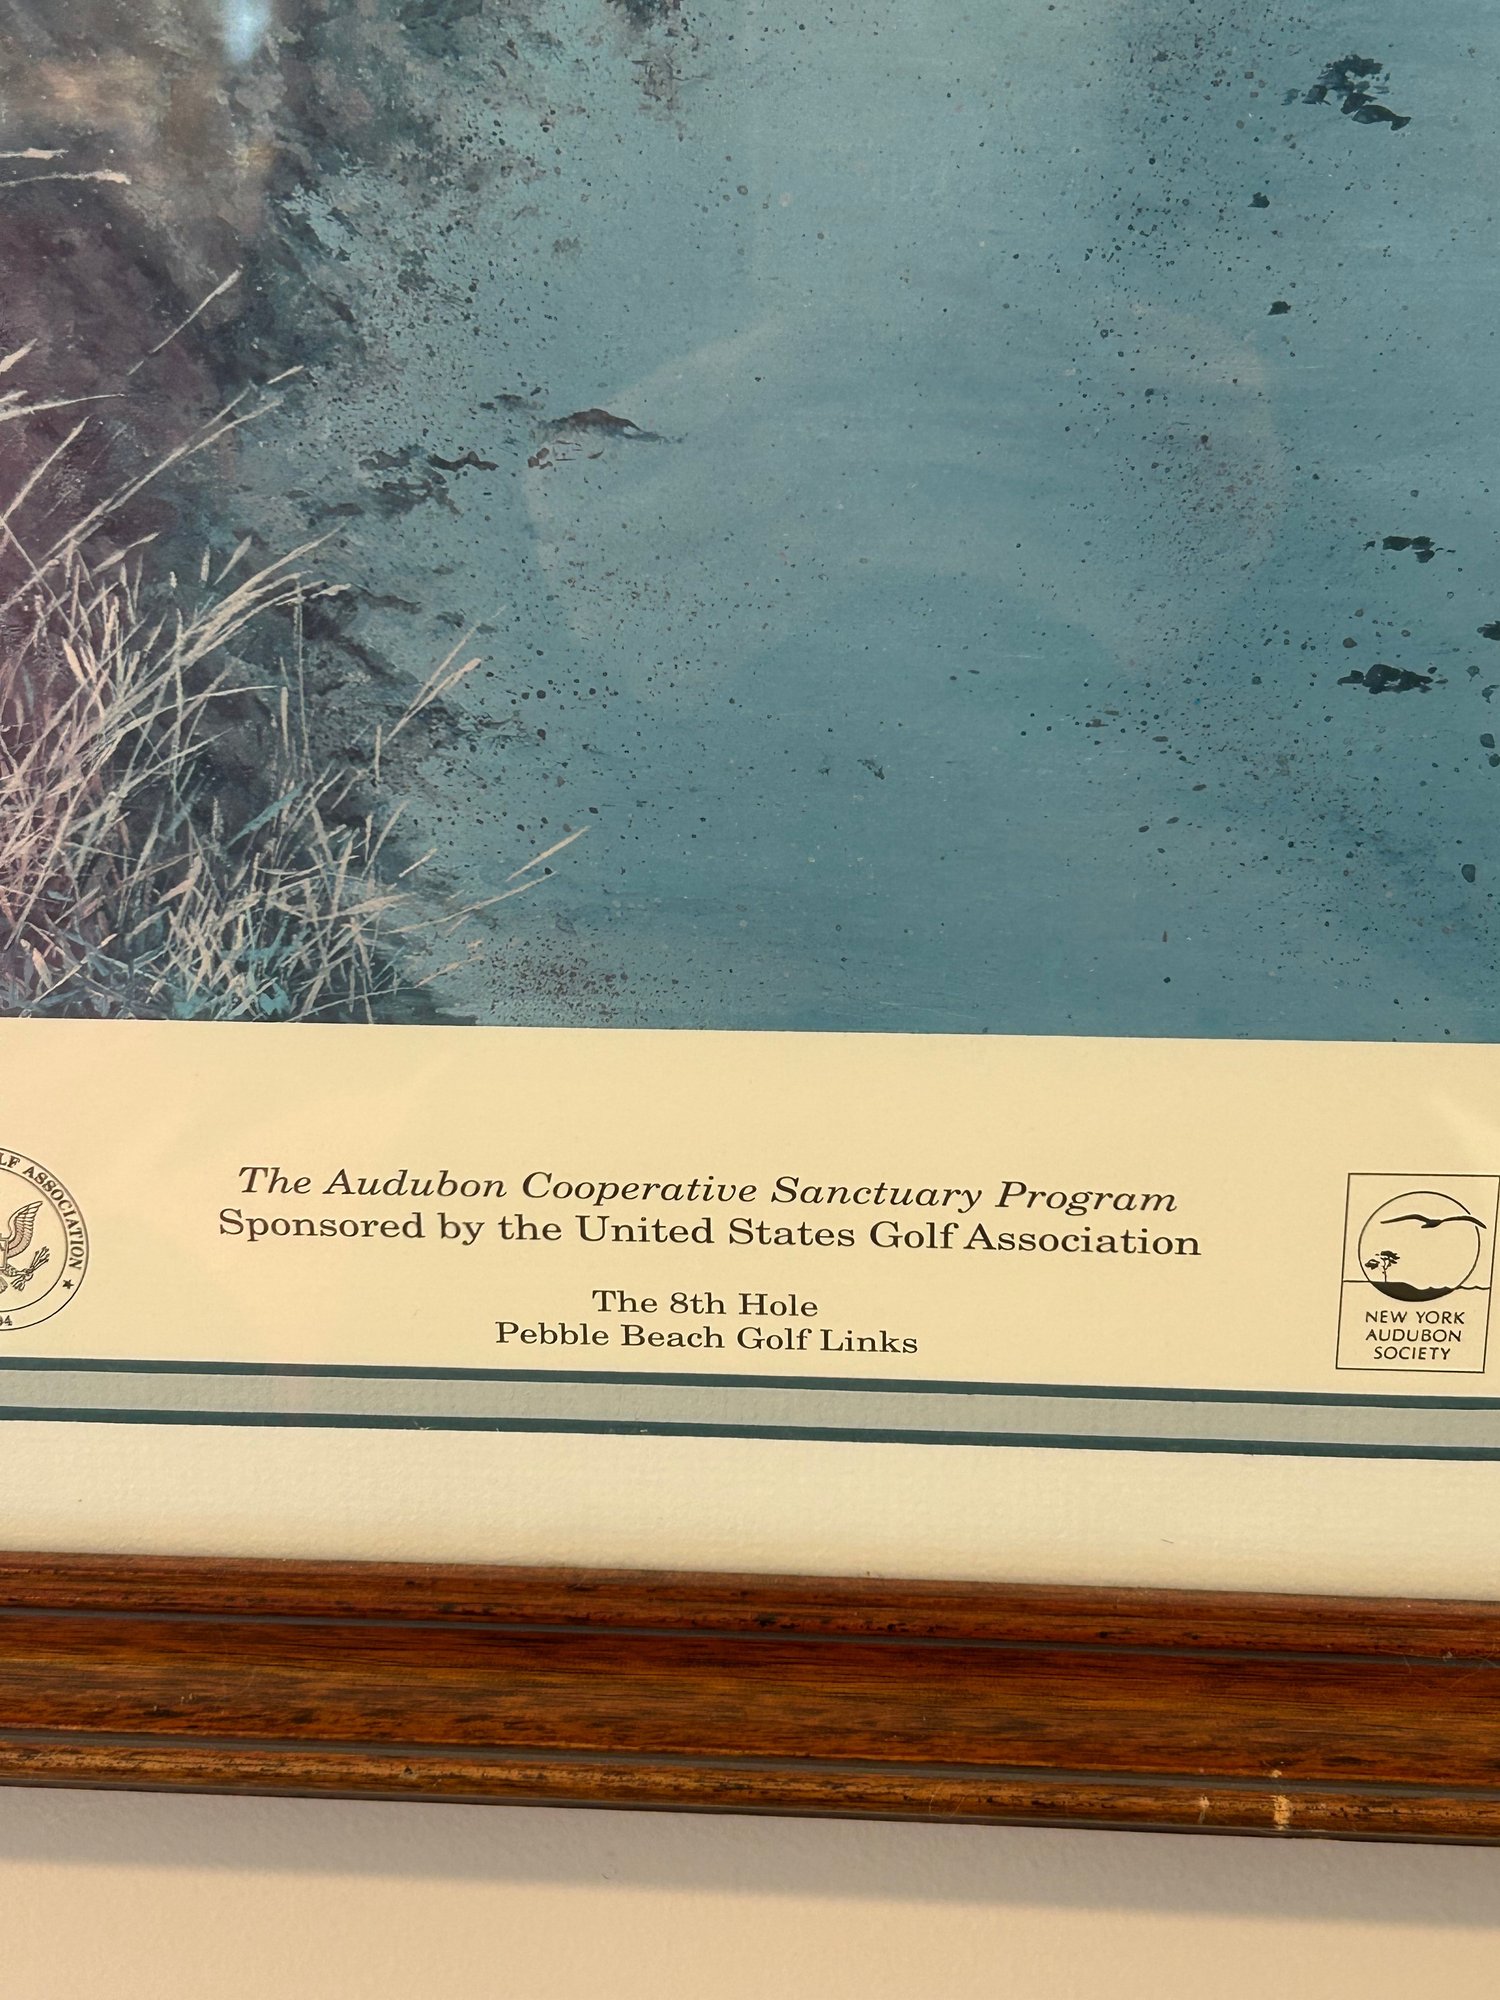 ASSOCIATION ★
The Audubon Cooperative Sanctuary Program
Sponsored by the United States Golf Association
The 8th Hole
Pebble Beach Golf Links
NEW YORK
AUDUBON
SOCIETY